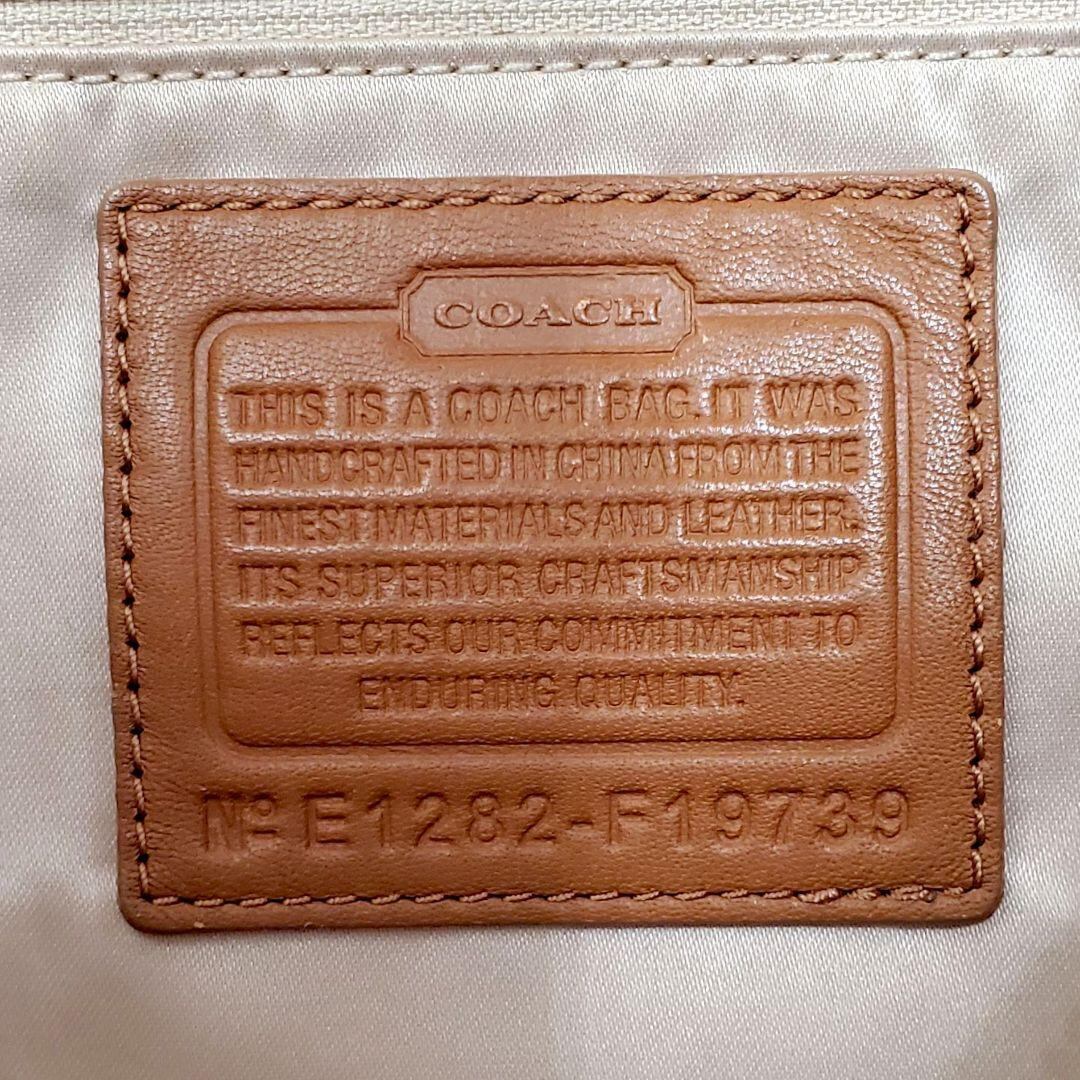 COACH
THIS IS A COACH BAG. IT WAS
HANDCRAFTED IN CHINA FROM THE
FINEST MATERIALS AND LEATHER.
ITS SUPERIOR CRAFTSMANSHIP
REFLECTS OUR COMMITMENT TO
ENDURING QUALITY.
Nº E1282-F19739